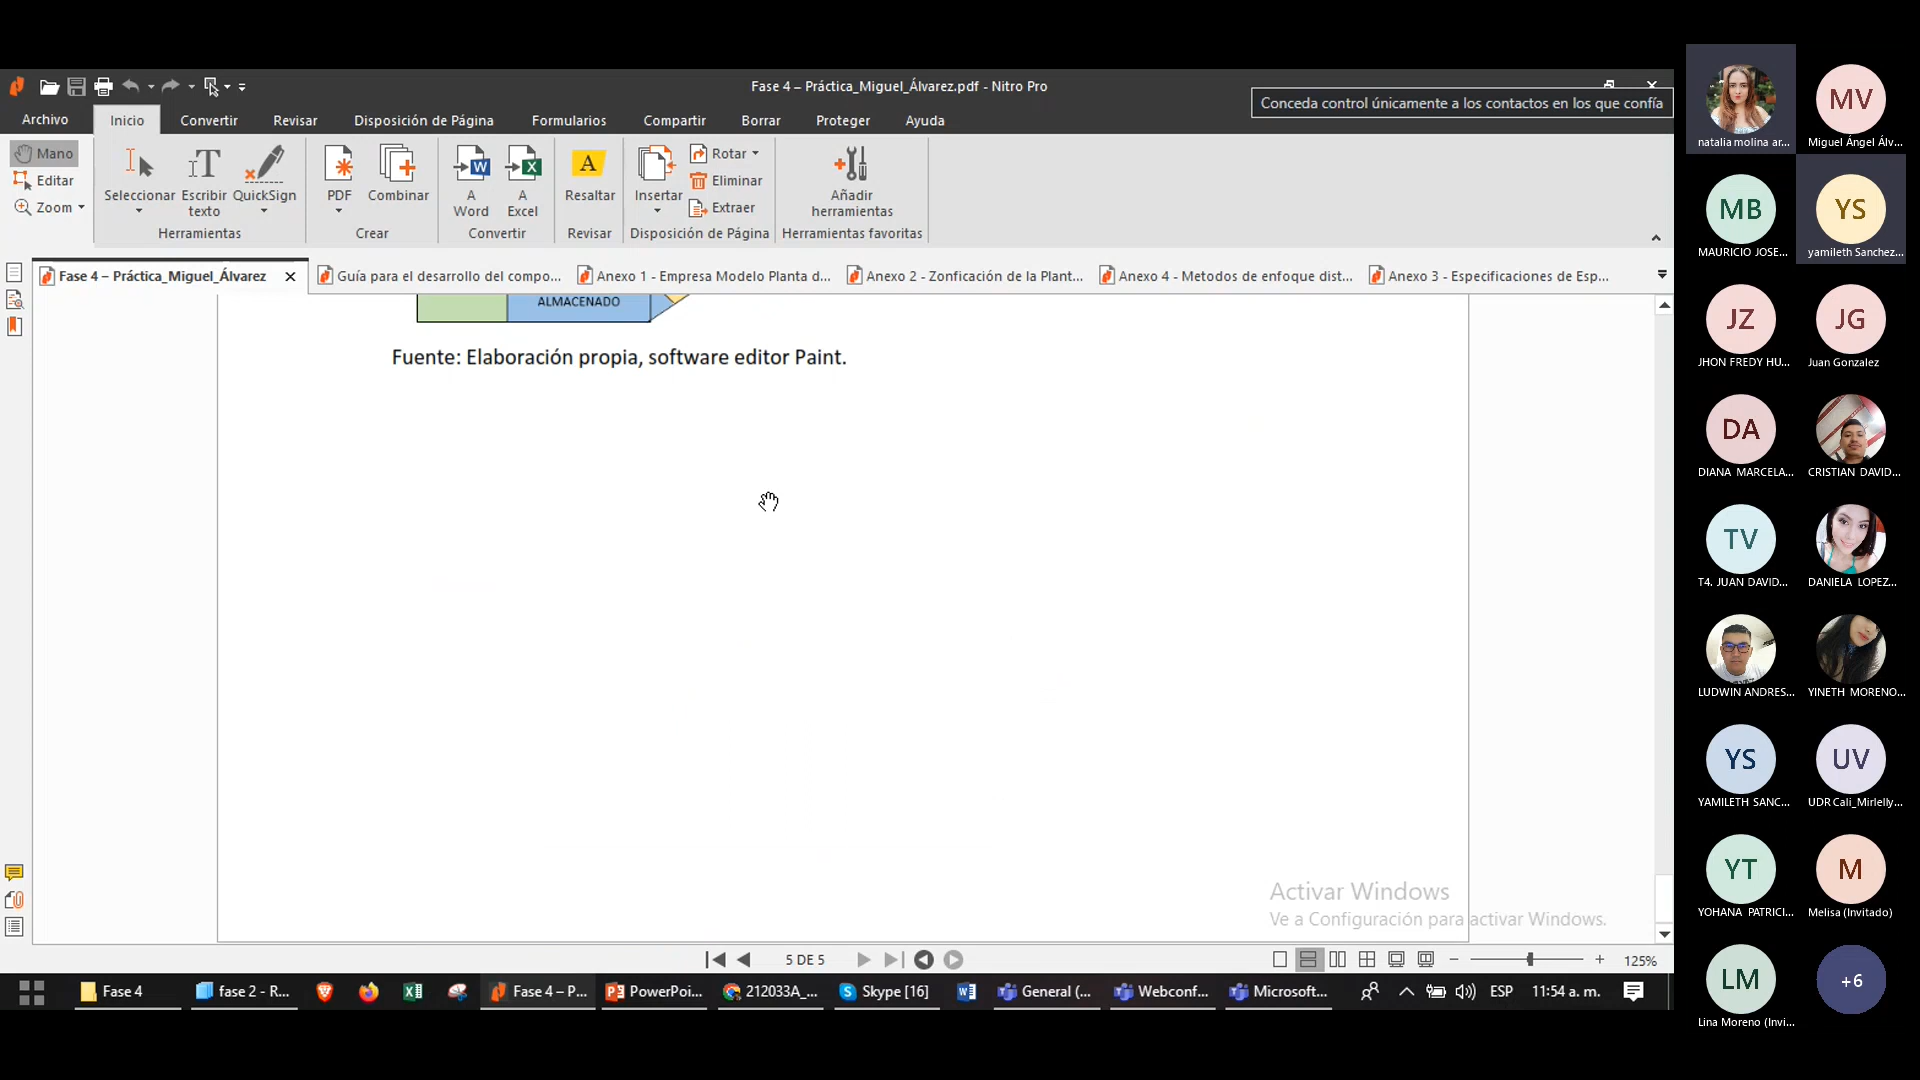 Fase 4 – Práctica_Miguel_Álvarez.pdf - Nitro Pro
Conceda control únicamente a los contactos en los que confía
Archivo
Inicio
Convertir
Revisar
Disposición de Página
Formularios
Compartir
Borrar
Proteger
Ayuda
Mano
Editar
Zoom
Seleccionar
Escribir texto
QuickSign
Herramientas
PDF
Combinar
Crear
A Word
A Excel
Convertir
Resaltar
Revisar
Insertar
Rotar
Eliminar
Extraer
Disposición de Página
Añadir herramientas
Herramientas favoritas
Fase 4 – Práctica_Miguel_Álvarez
Guía para el desarrollo del compo...
Anexo 1 - Empresa Modelo Planta d...
Anexo 2 - Zonficación de la Plant...
Anexo 4 - Metodos de enfoque dist...
Anexo 3 - Especificaciones de Esp...
ALMACENADO
Fuente: Elaboración propia, software editor Paint.
Activar Windows
Ve a Configuración para activar Windows.
5 DE 5
125%
Fase 4
fase 2 - R...
Fase 4 – P...
PowerPoi...
212033A_...
Skype [16]
General (...
Webconf...
Microsoft...
ESP
11:54 a. m.
natalia molina ar...
MV
Miguel Ángel Álv...
MB
MAURICIO JOSE...
YS
yamileth Sanchez...
JZ
JHON FREDY HU...
JG
Juan Gonzalez
DA
DIANA MARCELA...
CRISTIAN DAVID...
TV
T4. JUAN DAVID...
DANIELA LOPEZ...
LUDWIN ANDRES...
YINETH MORENO...
YS
YAMILETH SANC...
UV
UDR Cali_Mirlelly...
YT
YOHANA PATRICI...
M
Melisa (Invitado)
LM
Lina Moreno (Invi...
+6